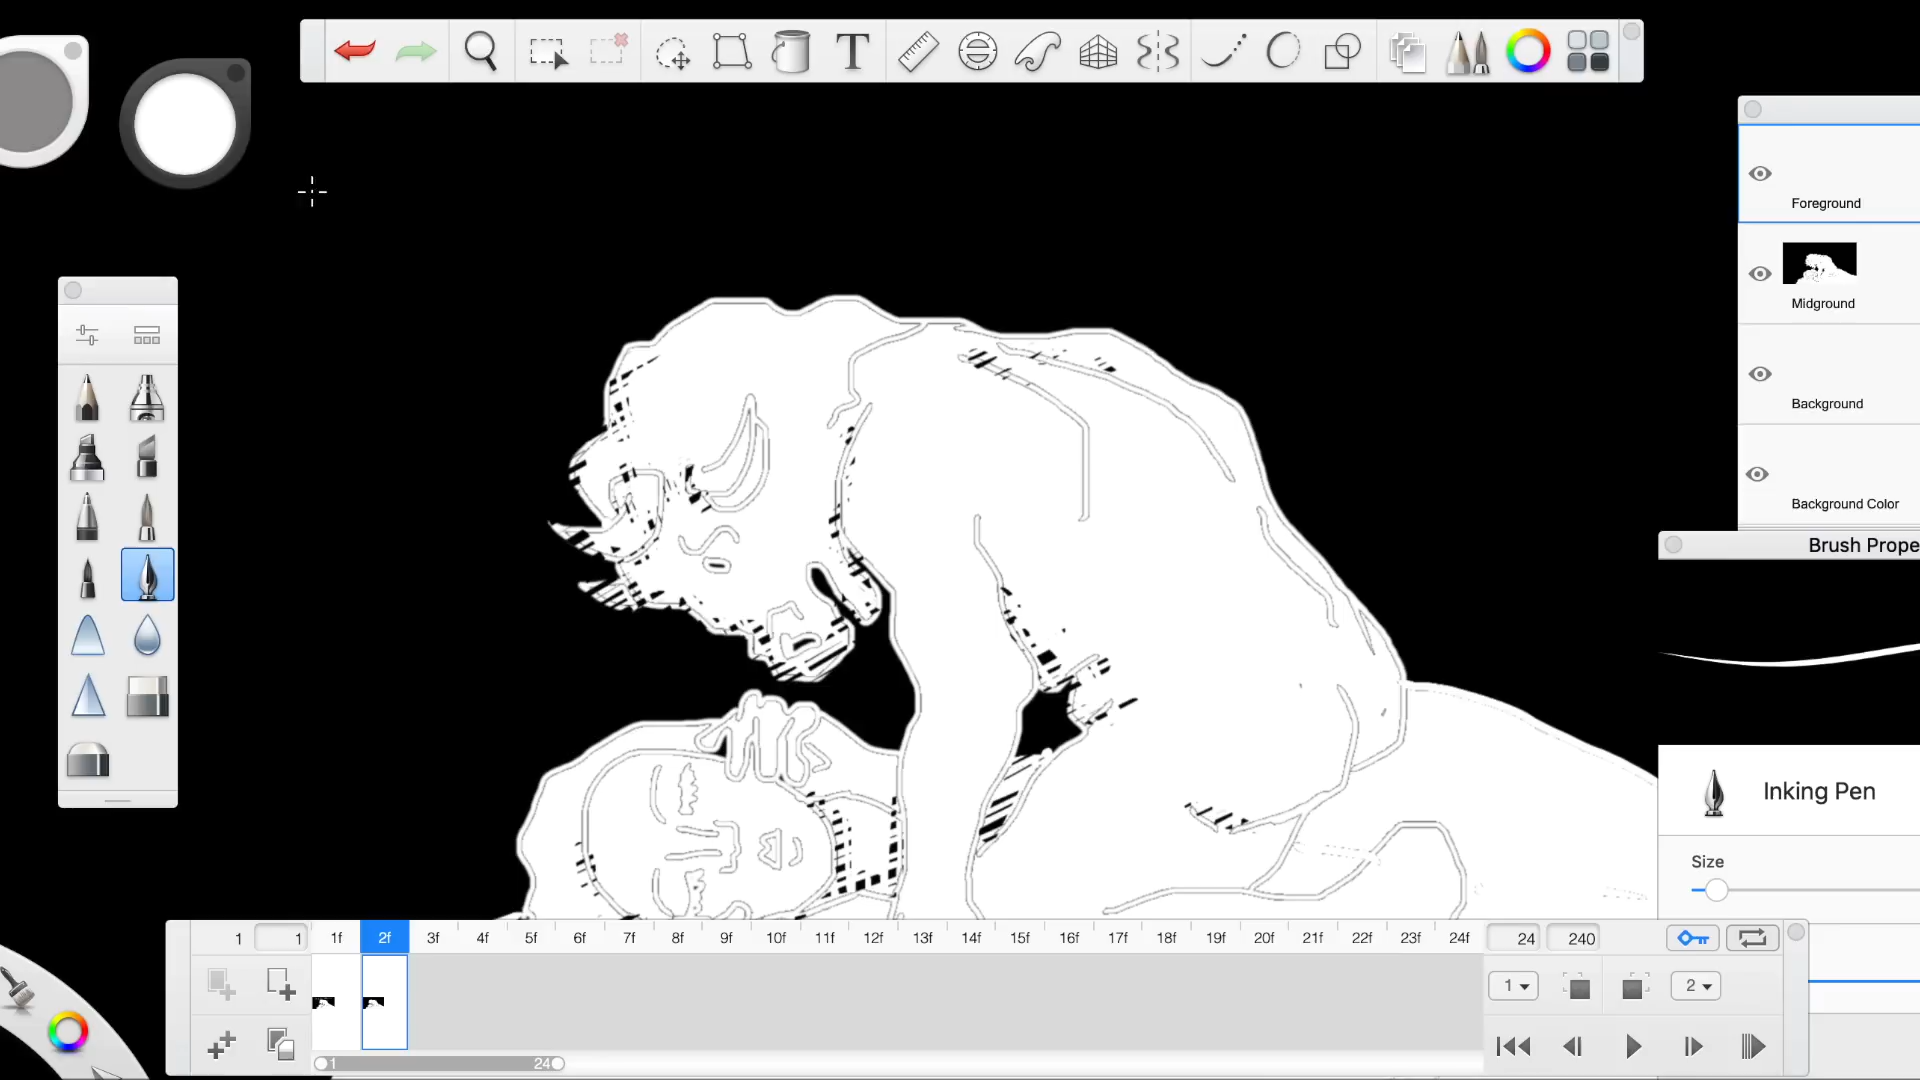 T
Foreground
Midground
Background
Background Color
Brush Prope
Inking Pen
Size
1 1 1f 2f 3f 4f 5f 6f 7f 8f 9f 10f 11f 12f 13f 14f 15f 16f 17f 18f 19f 20f 21f 22f 23f 24f 24 240
1 2
1 24